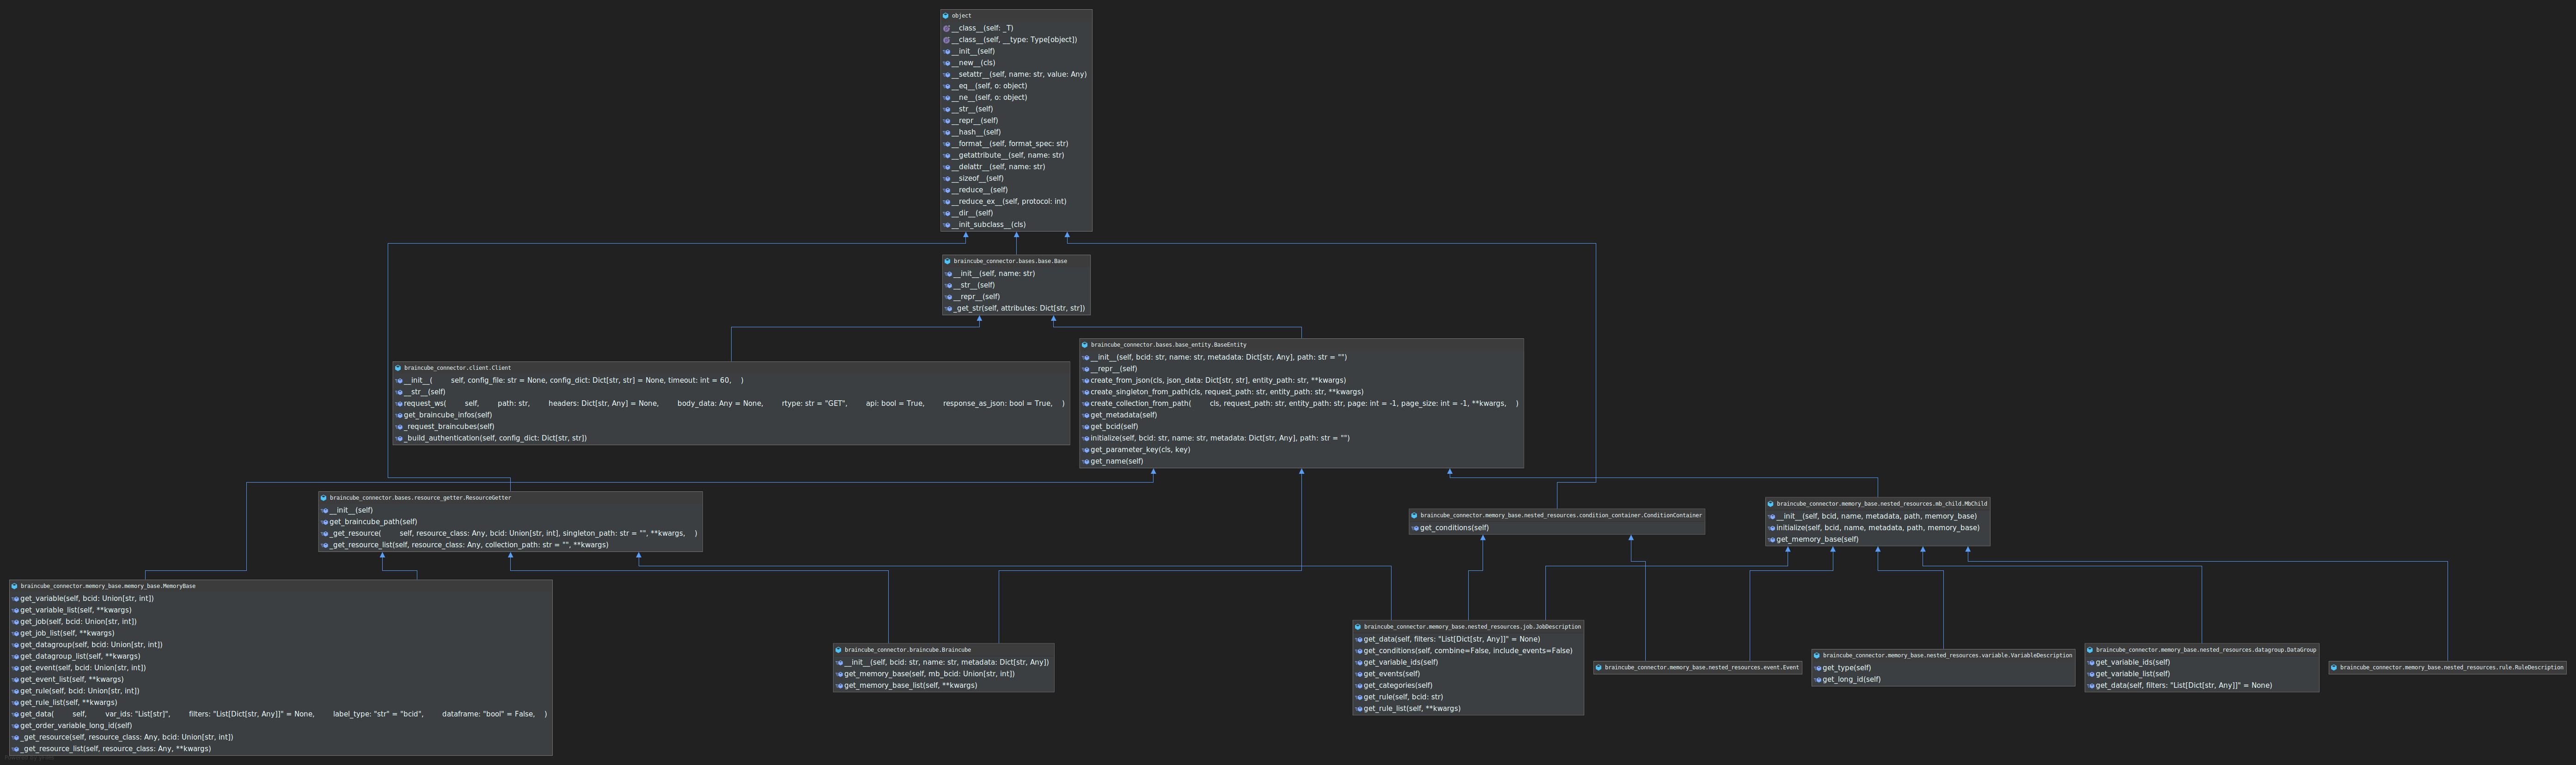 object
__class__(self: _T)
__class__(self, __type: Type[object])
__init__(self)
__new__(cls)
__setattr__(self, name: str, value: Any)
__eq__(self, o: object)
__ne__(self, o: object)
__str__(self)
__repr__(self)
__hash__(self)
__format__(self, format_spec: str)
__getattribute__(self, name: str)
__delattr__(self, name: str)
__sizeof__(self)
__reduce__(self)
__reduce_ex__(self, protocol: int)
__dir__(self)
__init_subclass__(cls)
braincube_connector.bases.base.Base
__init__(self, name: str)
__str__(self)
__repr__(self)
_get_str(self, attributes: Dict[str, str])
braincube_connector.client.Client
__init__( self, config_file: str = None, config_dict: Dict[str, str] = None, timeout: int = 60, )
__str__(self)
request_ws( self, path: str, headers: Dict[str, Any] = None, body_data: Any = None, rtype: str = "GET", api: bool = True, response_as_json: bool = True, )
get_braincube_infos(self)
_request_braincubes(self)
_build_authentication(self, config_dict: Dict[str, str])
braincube_connector.bases.base_entity.BaseEntity
__init__(self, bcid: str, name: str, metadata: Dict[str, Any], path: str = "")
__repr__(self)
create_from_json(cls, json_data: Dict[str, str], entity_path: str, **kwargs)
create_singleton_from_path(cls, request_path: str, entity_path: str, **kwargs)
create_collection_from_path( cls, request_path: str, entity_path: str, page: int = -1, page_size: int = -1, **kwargs, )
get_metadata(self)
get_bcid(self)
initialize(self, bcid: str, name: str, metadata: Dict[str, Any], path: str = "")
get_parameter_key(cls, key)
get_name(self)
braincube_connector.bases.resource_getter.ResourceGetter
__init__(self)
get_braincube_path(self)
_get_resource( self, resource_class: Any, bcid: Union[str, int], singleton_path: str = "", **kwargs, )
_get_resource_list(self, resource_class: Any, collection_path: str = "", **kwargs)
braincube_connector.memory_base.nested_resources.condition_container.ConditionContainer
get_conditions(self)
braincube_connector.memory_base.nested_resources.mb_child.MbChild
__init__(self, bcid, name, metadata, path, memory_base)
initialize(self, bcid, name, metadata, path, memory_base)
get_memory_base(self)
braincube_connector.memory_base.memory_base.MemoryBase
get_variable(self, bcid: Union[str, int])
get_variable_list(self, **kwargs)
get_job(self, bcid: Union[str, int])
get_job_list(self, **kwargs)
get_datagroup(self, bcid: Union[str, int])
get_datagroup_list(self, **kwargs)
get_event(self, bcid: Union[str, int])
get_event_list(self, **kwargs)
get_rule(self, bcid: Union[str, int])
get_rule_list(self, **kwargs)
get_data( self, var_ids: "List[str]", filters: "List[Dict[str, Any]]" = None, label_type: "str" = "bcid", dataframe: "bool" = False, )
get_order_variable_long_id(self)
_get_resource(self, resource_class: Any, bcid: Union[str, int])
_get_resource_list(self, resource_class: Any, **kwargs)
braincube_connector.braincube.Braincube
__init__(self, bcid: str, name: str, metadata: Dict[str, Any])
get_memory_base(self, mb_bcid: Union[str, int])
get_memory_base_list(self, **kwargs)
braincube_connector.memory_base.nested_resources.job.JobDescription
get_data(self, filters: "List[Dict[str, Any]]" = None)
get_conditions(self, combine=False, include_events=False)
get_variable_ids(self)
get_events(self)
get_categories(self)
get_rule(self, bcid: str)
get_rule_list(self, **kwargs)
braincube_connector.memory_base.nested_resources.event.Event
braincube_connector.memory_base.nested_resources.variable.VariableDescription
get_type(self)
get_long_id(self)
braincube_connector.memory_base.nested_resources.datagroup.DataGroup
get_variable_ids(self)
get_variable_list(self)
get_data(self, filters: "List[Dict[str, Any]]" = None)
braincube_connector.memory_base.nested_resources.rule.RuleDescription